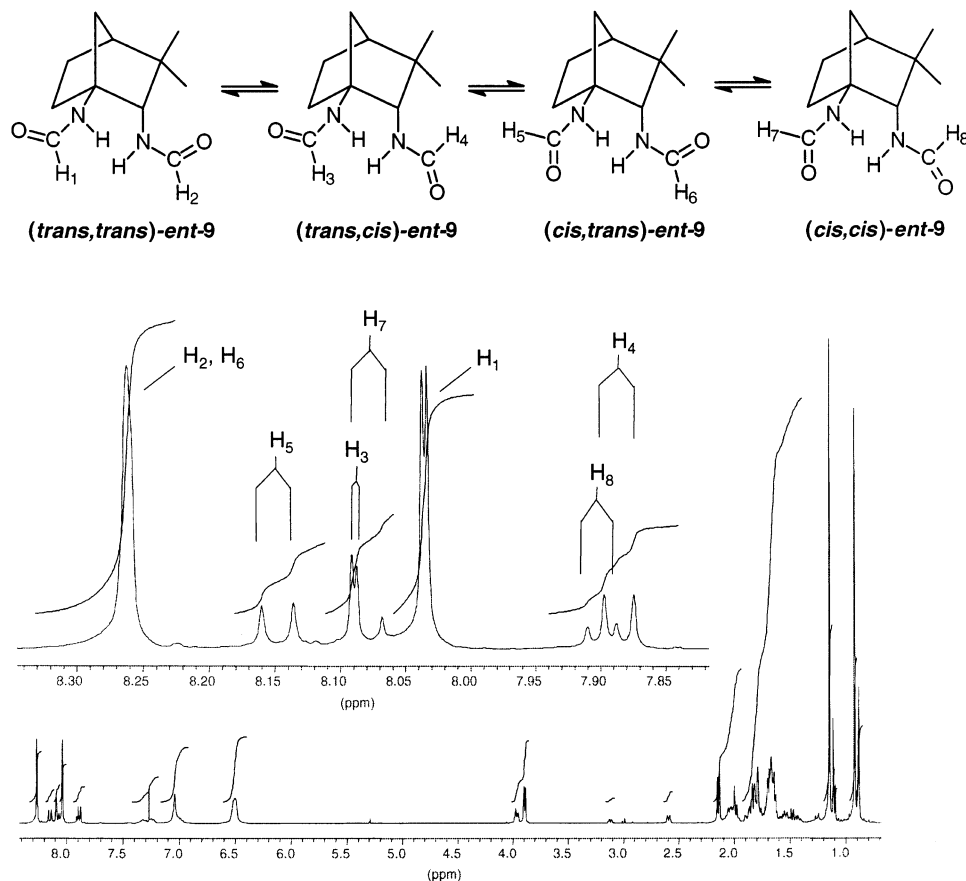 N H N H O C H₁ C O H₂
O C H₃ N H N H C H₄ O
H₅ C O N H N H C O H₆
H₇ C O N H N H C H₈ O
(trans,trans)-ent-9 (trans,cis)-ent-9 (cis,trans)-ent-9 (cis,cis)-ent-9
H₇
H₂, H₆ H₁ H₄
H₅ H₃ H₈
8.30 8.25 8.20 8.15 8.10 8.05 8.00 7.95 7.90 7.85
(ppm)
8.0 7.5 7.0 6.5 6.0 5.5 5.0 4.5 4.0 3.5 3.0 2.5 2.0 1.5 1.0
(ppm)